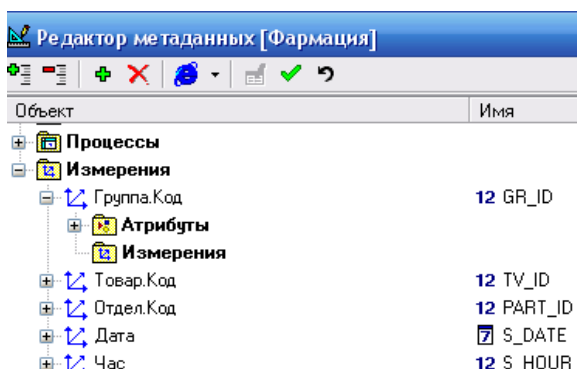 Редактор метаданных [Фармация]
Объект Имя
Процессы
Измерения
Группа.Код 12 GR_ID
Атрибуты
Измерения
Товар.Код 12 TV_ID
Отдел.Код 12 PART_ID
Дата 7 S_DATE
Час 12 S_HOUR